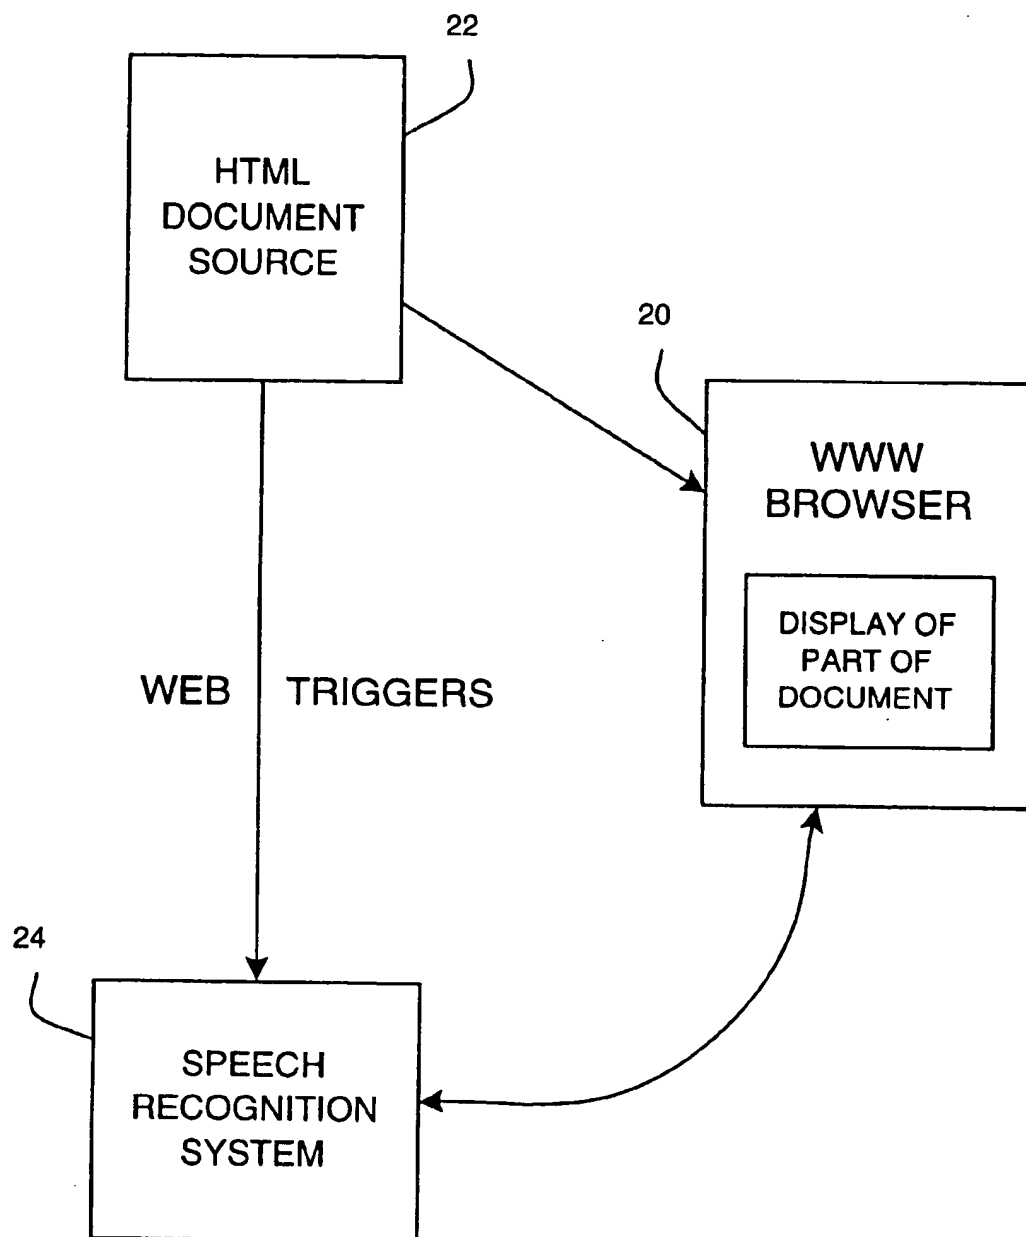 22
HTML
DOCUMENT
SOURCE
20
WWW
BROWSER
DISPLAY OF
PART OF
DOCUMENT
WEB TRIGGERS
24
SPEECH
RECOGNITION
SYSTEM